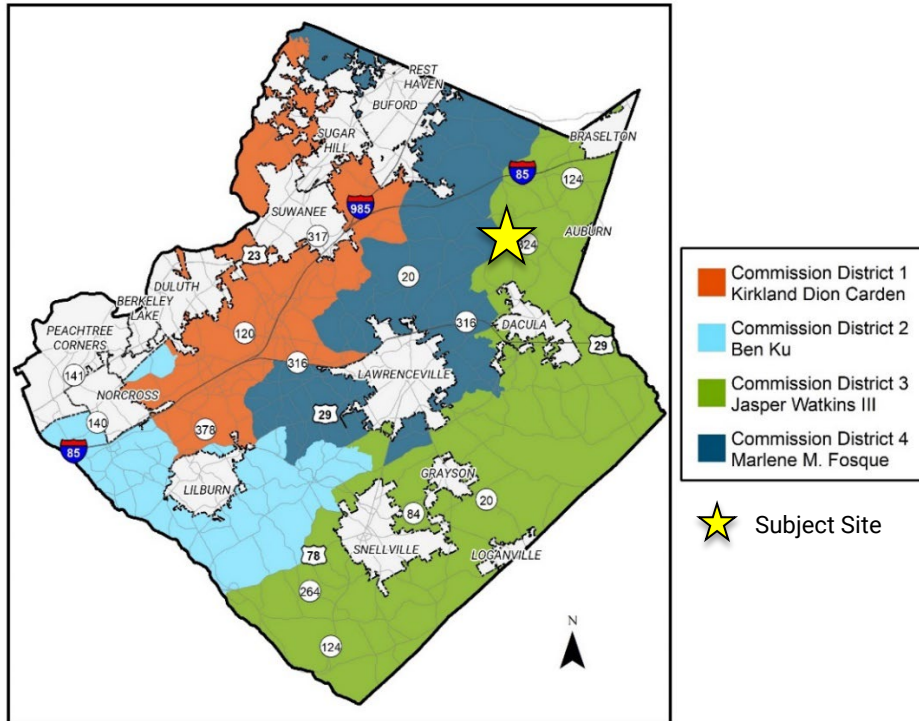 REST
HAVEN
BUFORD
BRASELTON
SUGAR
HILL
85
124
985
SUWANEE
317
AUBURN
324
23
DULUTH
20
BERKELEY
LAKE
PEACHTREE
CORNERS
120
316
DACULA
29
316
141
LAWRENCEVILLE
NORCROSS
29
140
378
85
LILBURN
GRAYSON
20
84
SNELLVILLE
78
LOGANVILLE
264
124
N
Commission District 1
Kirkland Dion Carden
Commission District 2
Ben Ku
Commission District 3
Jasper Watkins III
Commission District 4
Marlene M. Fosque
Subject Site